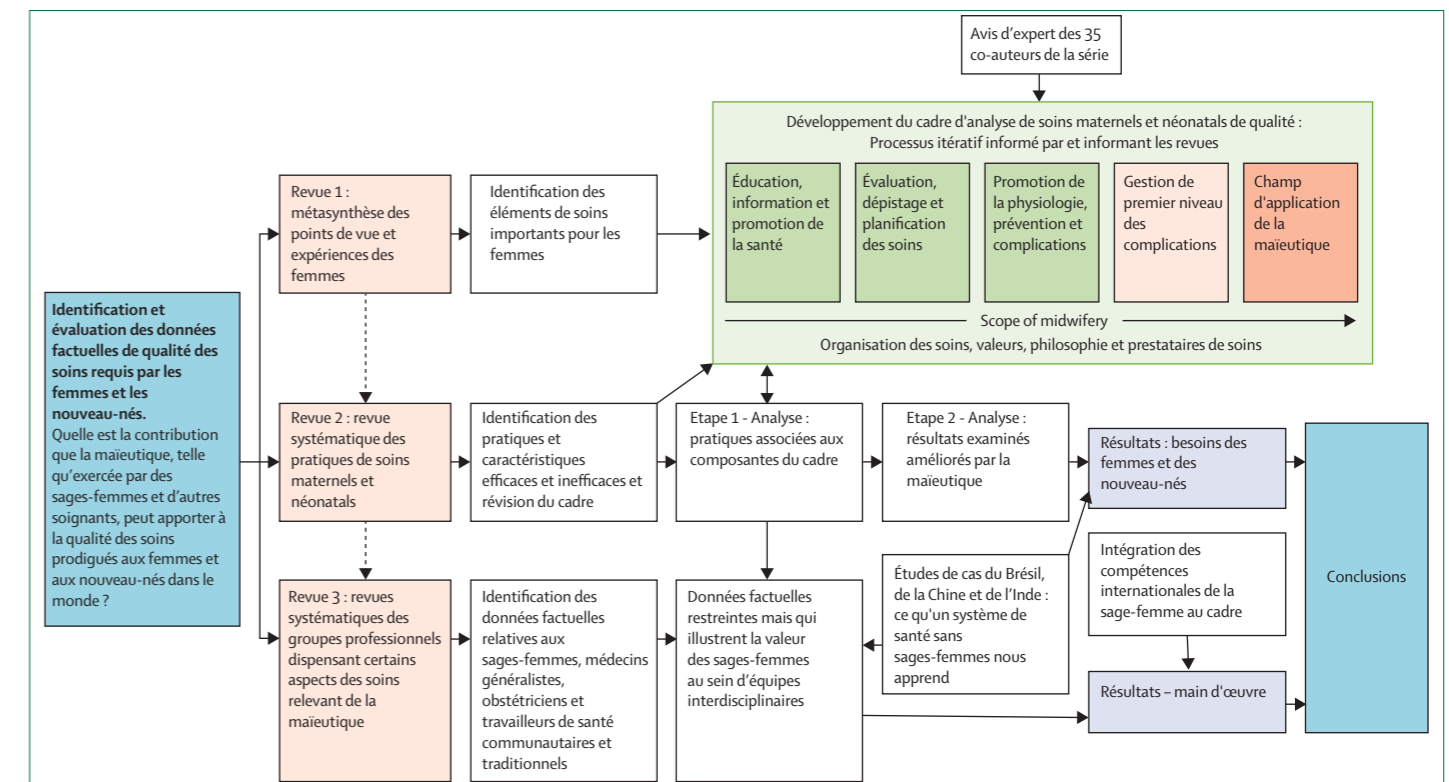 Avis d'expert des 35
co-auteurs de la série
Développement du cadre d'analyse de soins maternels et néonatals de qualité :
Processus itératif informé par et informant les revues
Éducation,
information et
promotion de
la santé
Évaluation,
dépistage et
planification
des soins
Promotion de
la physiologie,
prévention et
complications
Gestion de
premier niveau
des
complications
Champ
d'application
de la
maïeutique
Scope of midwifery
Organisation des soins, valeurs, philosophie et prestataires de soins
Identification et
évaluation des données
factuelles de qualité des
soins requis par les
femmes et les
nouveau-nés.
Quelle est la contribution
que la maïeutique, telle
qu'exercée par des
sages-femmes et d'autres
soignants, peut apporter à
la qualité des soins
prodigués aux femmes et
aux nouveau-nés dans le
monde ?
Revue 1 :
métasynthèse des
points de vue et
expériences des
femmes
Identification des
éléments de soins
importants pour les
femmes
Revue 2 : revue
systématique des
pratiques de soins
maternels et
néonatals
Identification des
pratiques et
caractéristiques
efficaces et inefficaces et
révision du cadre
Etape 1 - Analyse :
pratiques associées aux
composantes du cadre
Etape 2 - Analyse :
résultats examinés
améliorés par la
maïeutique
Résultats : besoins des
femmes et des
nouveau-nés
Revue 3 : revues
systématiques des
groupes professionnels
dispensant certains
aspects des soins
relevant de la
maïeutique
Identification des
données factuelles
relatives aux
sages-femmes, médecins
généralistes,
obstétriciens et
travailleurs de santé
communautaires et
traditionnels
Données factuelles
restreintes mais qui
illustrent la valeur
des sages-femmes
au sein d'équipes
interdisciplinaires
Études de cas du Brésil,
de la Chine et de l'Inde :
ce qu'un système de
santé sans
sages-femmes nous
apprend
Intégration des
compétences
internationales de la
sage-femme au cadre
Résultats – main d'œuvre
Conclusions